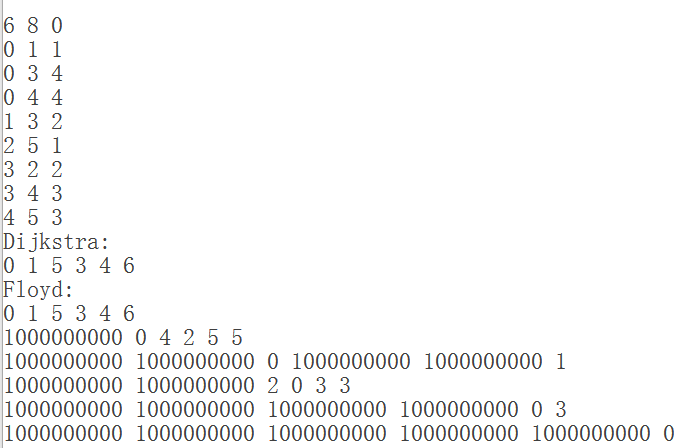 6 8 0
0 1 1
0 3 4
0 4 4
1 3 2
2 5 1
3 2 2
3 4 3
4 5 3
Dijkstra:
0 1 5 3 4 6
Floyd:
0 1 5 3 4 6
1000000000 0 4 2 5 5
1000000000 1000000000 0 1000000000 1000000000 1
1000000000 1000000000 2 0 3 3
1000000000 1000000000 1000000000 1000000000 0 3
1000000000 1000000000 1000000000 1000000000 1000000000 0